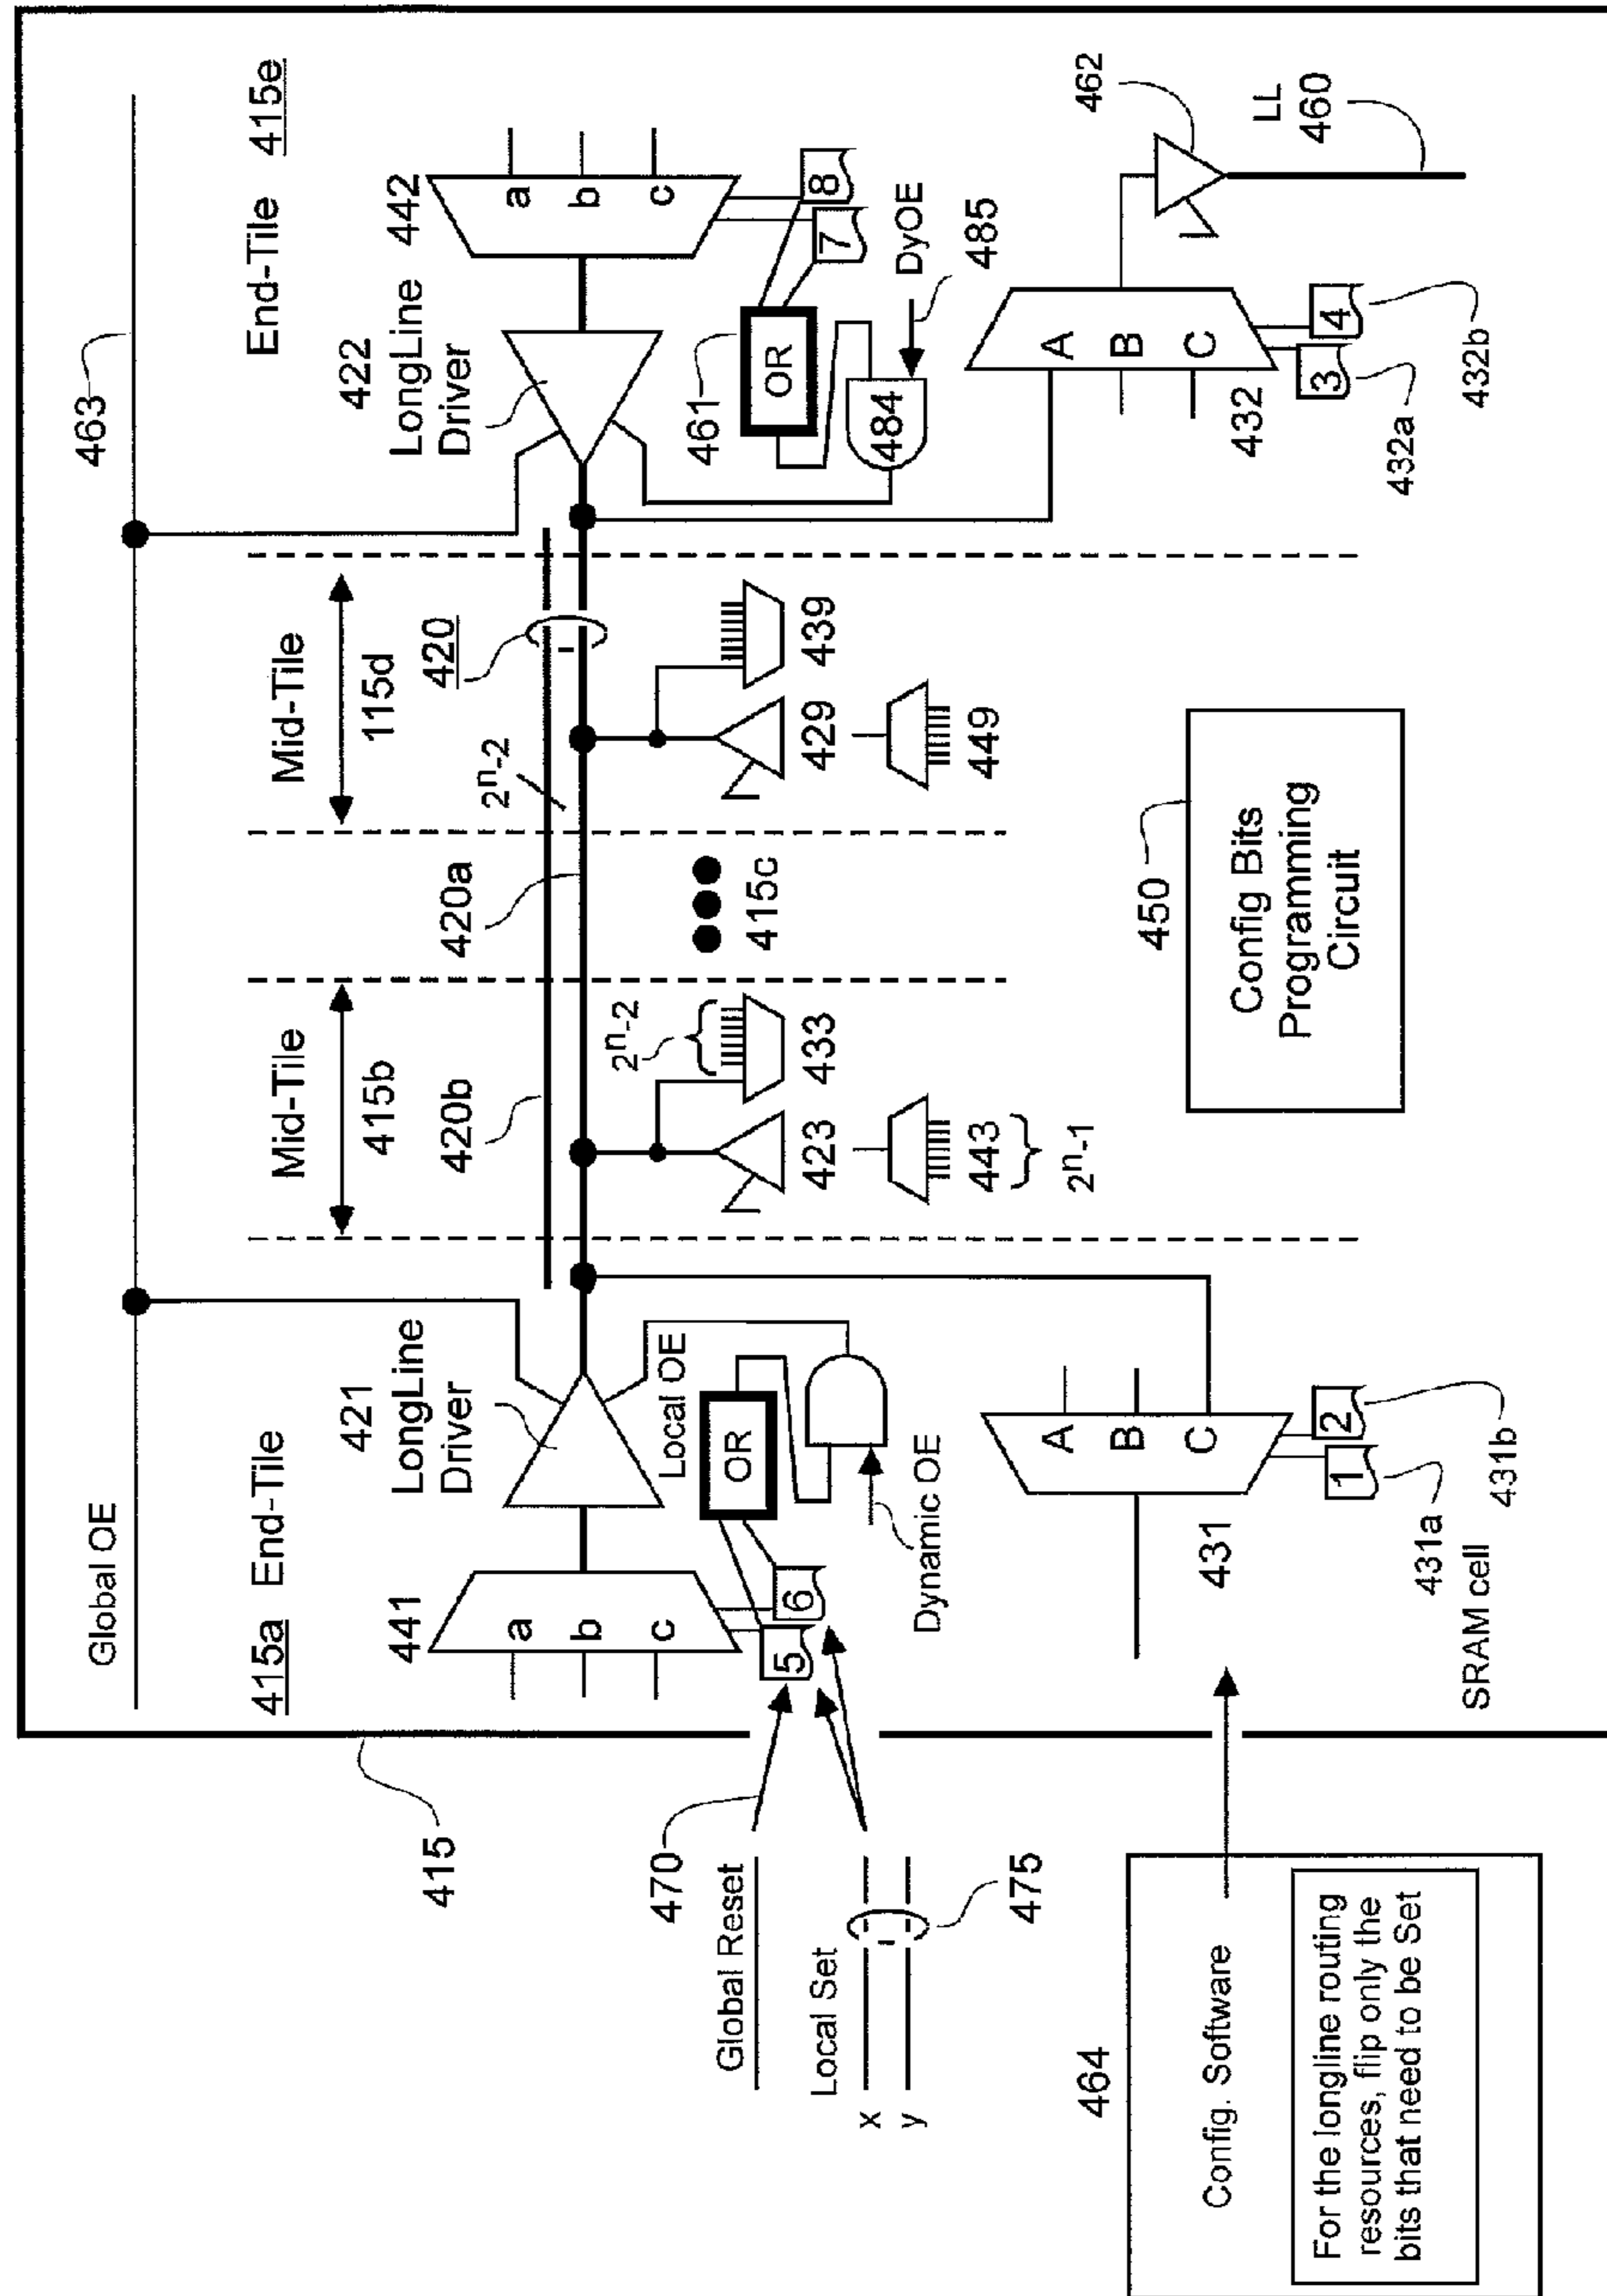 Global OE
463
415a End-Tile
Mid-Tile
415b
Mid-Tile
115d
End-Tile 415e
415
441
a
b
c
421
LongLine
Driver
420b
420a
2n-2
420
422
LongLine
Driver
442
a
b
c
470
Global Reset
5
6
Local OE
OR
2n-2
423
433
415c
429
439
461
OR
7
8
Local Set
x
y
475
Dynamic OE
443
2n-1
449
484
DyOE
485
462
LL
460
464
Config. Software
For the longline routing
resources, flip only the
bits that need to be Set
431
A
B
C
1
2
431a
431b
SRAM cell
450
Config Bits
Programming
Circuit
A
B
C
432
3
4
432a
432b